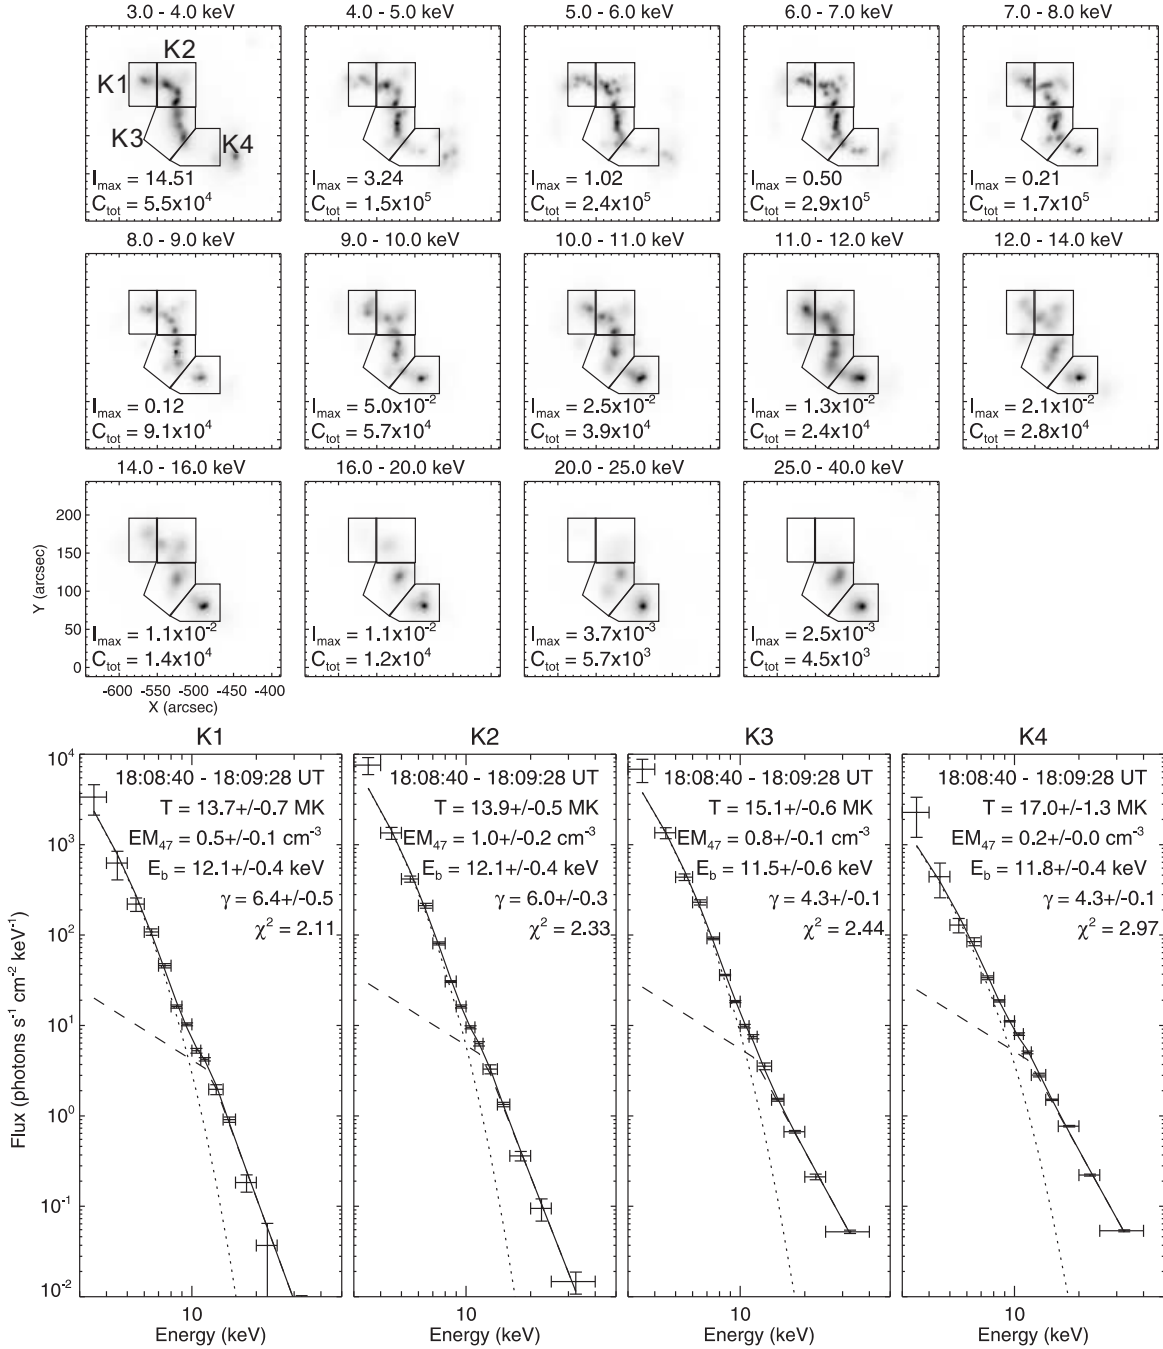 3.0 - 4.0 keV 4.0 - 5.0 keV 5.0 - 6.0 keV 6.0 - 7.0 keV 7.0 - 8.0 keV
K2
K1
K3 K4
I_max = 14.51 I_max = 3.24 I_max = 1.02 I_max = 0.50 I_max = 0.21
C_tot = 5.5x10^4 C_tot = 1.5x10^5 C_tot = 2.4x10^5 C_tot = 2.9x10^5 C_tot = 1.7x10^5
8.0 - 9.0 keV 9.0 - 10.0 keV 10.0 - 11.0 keV 11.0 - 12.0 keV 12.0 - 14.0 keV
I_max = 0.12 I_max = 5.0x10^-2 I_max = 2.5x10^-2 I_max = 1.3x10^-2 I_max = 2.1x10^-2
C_tot = 9.1x10^4 C_tot = 5.7x10^4 C_tot = 3.9x10^4 C_tot = 2.4x10^4 C_tot = 2.8x10^4
14.0 - 16.0 keV 16.0 - 20.0 keV 20.0 - 25.0 keV 25.0 - 40.0 keV
200
150
100
50
0
Y (arcsec)
I_max = 1.1x10^-2 I_max = 1.1x10^-2 I_max = 3.7x10^-3 I_max = 2.5x10^-3
C_tot = 1.4x10^4 C_tot = 1.2x10^4 C_tot = 5.7x10^3 C_tot = 4.5x10^3
-600 -550 -500 -450 -400
X (arcsec)
K1 K2 K3 K4
10^4
10^3
10^2
10^1
10^0
10^-1
10^-2
Flux (photons s^-1 cm^-2 keV^-1)
18:08:40 - 18:09:28 UT
T = 13.7+/-0.7 MK
EM_47 = 0.5+/-0.1 cm^-3
E_b = 12.1+/-0.4 keV
γ = 6.4+/-0.5
χ^2 = 2.11
18:08:40 - 18:09:28 UT
T = 13.9+/-0.5 MK
EM_47 = 1.0+/-0.2 cm^-3
E_b = 12.1+/-0.4 keV
γ = 6.0+/-0.3
χ^2 = 2.33
18:08:40 - 18:09:28 UT
T = 15.1+/-0.6 MK
EM_47 = 0.8+/-0.1 cm^-3
E_b = 11.5+/-0.6 keV
γ = 4.3+/-0.1
χ^2 = 2.44
18:08:40 - 18:09:28 UT
T = 17.0+/-1.3 MK
EM_47 = 0.2+/-0.0 cm^-3
E_b = 11.8+/-0.4 keV
γ = 4.3+/-0.1
χ^2 = 2.97
10 10 10 10
Energy (keV) Energy (keV) Energy (keV) Energy (keV)